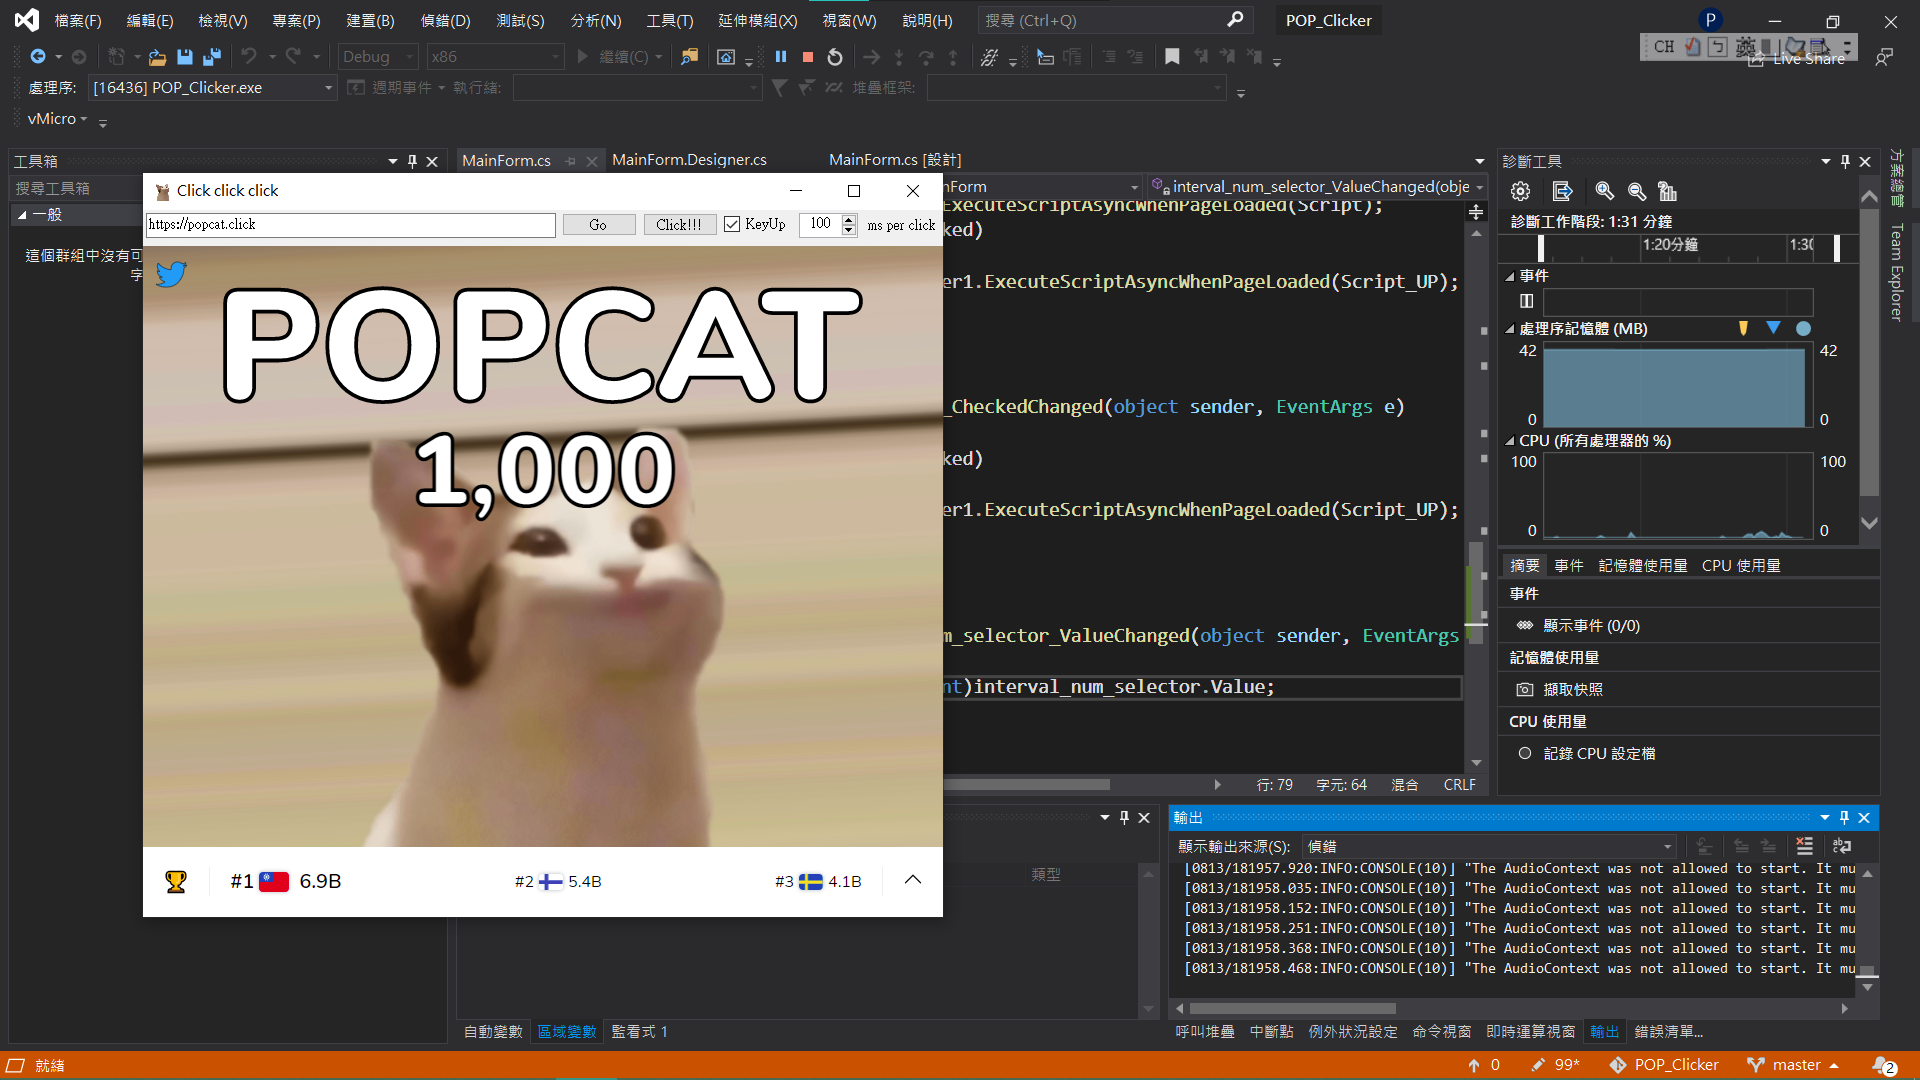 檔案(F) 編輯(E) 檢視(V) 專案(P) 建置(B) 偵錯(D) 測試(S) 分析(N) 工具(T) 延伸模組(X) 視窗(W) 說明(H) 搜尋 (Ctrl+Q) POP_Clicker P
Debug x86 繼續(C) CH 英 Live Share
處理序: [16436] POP_Clicker.exe 週期事件 執行緒: 堆疊框架:
vMicro
工具箱
搜尋工具箱
一般
這個群組中沒有可
字
MainForm.cs MainForm.Designer.cs MainForm.cs [設計]
nForm interval_num_selector_ValueChanged(obje
ExecuteScriptAsyncWhenPageLoaded(Script);
ked)
er1.ExecuteScriptAsyncWhenPageLoaded(Script_UP);
_CheckedChanged(object sender, EventArgs e)
ked)
er1.ExecuteScriptAsyncWhenPageLoaded(Script_UP);
m_selector_ValueChanged(object sender, EventArgs
nt)interval_num_selector.Value;
行: 79 字元: 64 混合 CRLF
Click click click
https://popcat.click Go Click!!! KeyUp 100 ms per click
POPCAT
1,000
#1 6.9B #2 5.4B #3 4.1B
診斷工具
診斷工作階段: 1:31 分鐘
1:20分鐘 1:30
事件
處理序記憶體 (MB)
42 42
0 0
CPU (所有處理器的 %)
100 100
0 0
摘要 事件 記憶體使用量 CPU 使用量
事件
顯示事件 (0/0)
記憶體使用量
擷取快照
CPU 使用量
記錄 CPU 設定檔
方案總管
Team Explorer
類型
自動變數 區域變數 監看式 1
輸出
顯示輸出來源(S): 偵錯
[0813/181957.920:INFO:CONSOLE(10)] "The AudioContext was not allowed to start. It mu
[0813/181958.035:INFO:CONSOLE(10)] "The AudioContext was not allowed to start. It mu
[0813/181958.152:INFO:CONSOLE(10)] "The AudioContext was not allowed to start. It mu
[0813/181958.251:INFO:CONSOLE(10)] "The AudioContext was not allowed to start. It mu
[0813/181958.368:INFO:CONSOLE(10)] "The AudioContext was not allowed to start. It mu
[0813/181958.468:INFO:CONSOLE(10)] "The AudioContext was not allowed to start. It mu
呼叫堆疊 中斷點 例外狀況設定 命令視窗 即時運算視窗 輸出 錯誤清單...
就緒 0 99* POP_Clicker master 2